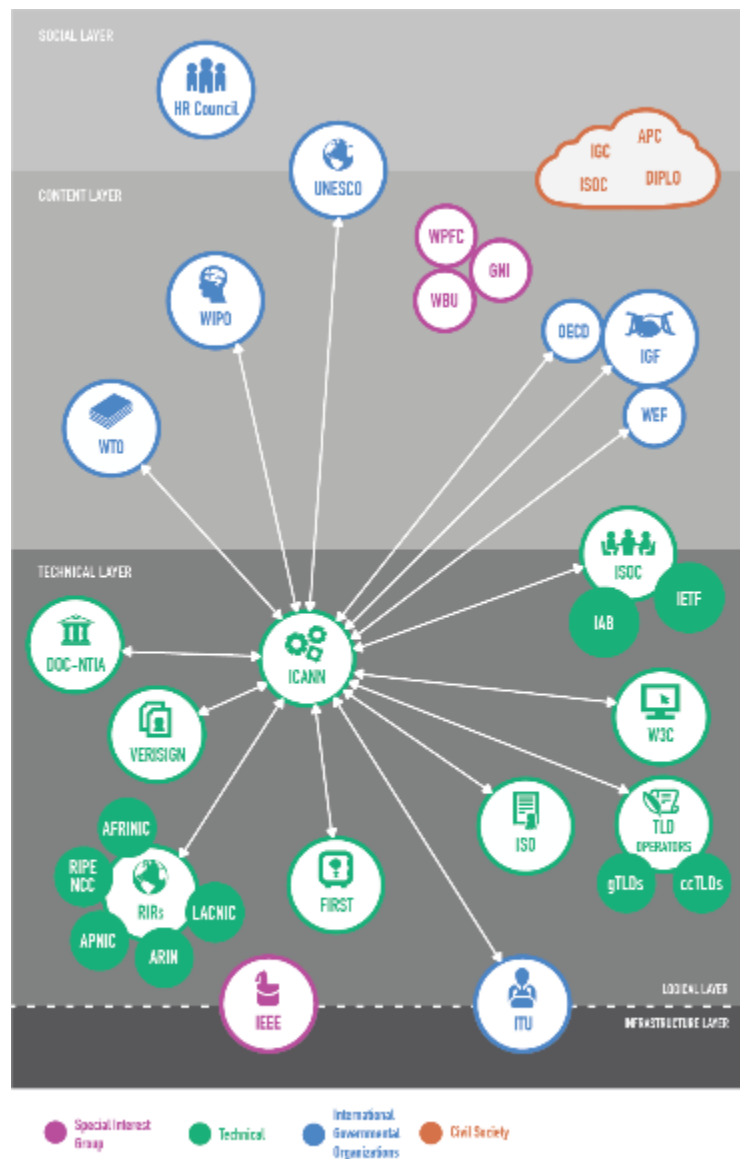 SOCIAL LAYER
HR Council
UNESCO
IGC
APC
ISOC
DIPLO
CONTENT LAYER
WPFC
GNI
WBU
WIPO
OECD
IGF
WEF
WTO
TECHNICAL LAYER
ISOC
IAB
IETF
DOC-NTIA
ICANN
VERISIGN
W3C
ISO
TLD
OPERATORS
gTLDs
ccTLDs
AFRINIC
RIPE
NCC
RIRs
LACNIC
APNIC
ARIN
FIRST
LOGICAL LAYER
IEEE
ITU
INFRASTRUCTURE LAYER
Special Interest
Group
Technical
International
Governmental
Organizations
Civil Society